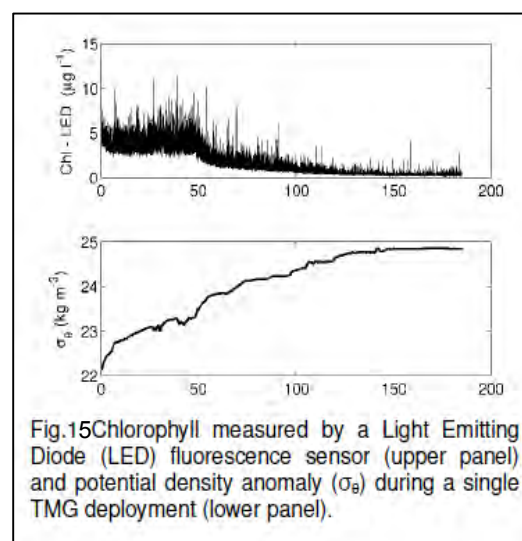 15
10
5
0
Chl - LED (μg l⁻¹)
0 50 100 150 200
25
24
23
22
σθ (kg m⁻³)
0 50 100 150 200
Fig.15Chlorophyll measured by a Light Emitting
Diode (LED) fluorescence sensor (upper panel)
and potential density anomaly (σθ) during a single
TMG deployment (lower panel).